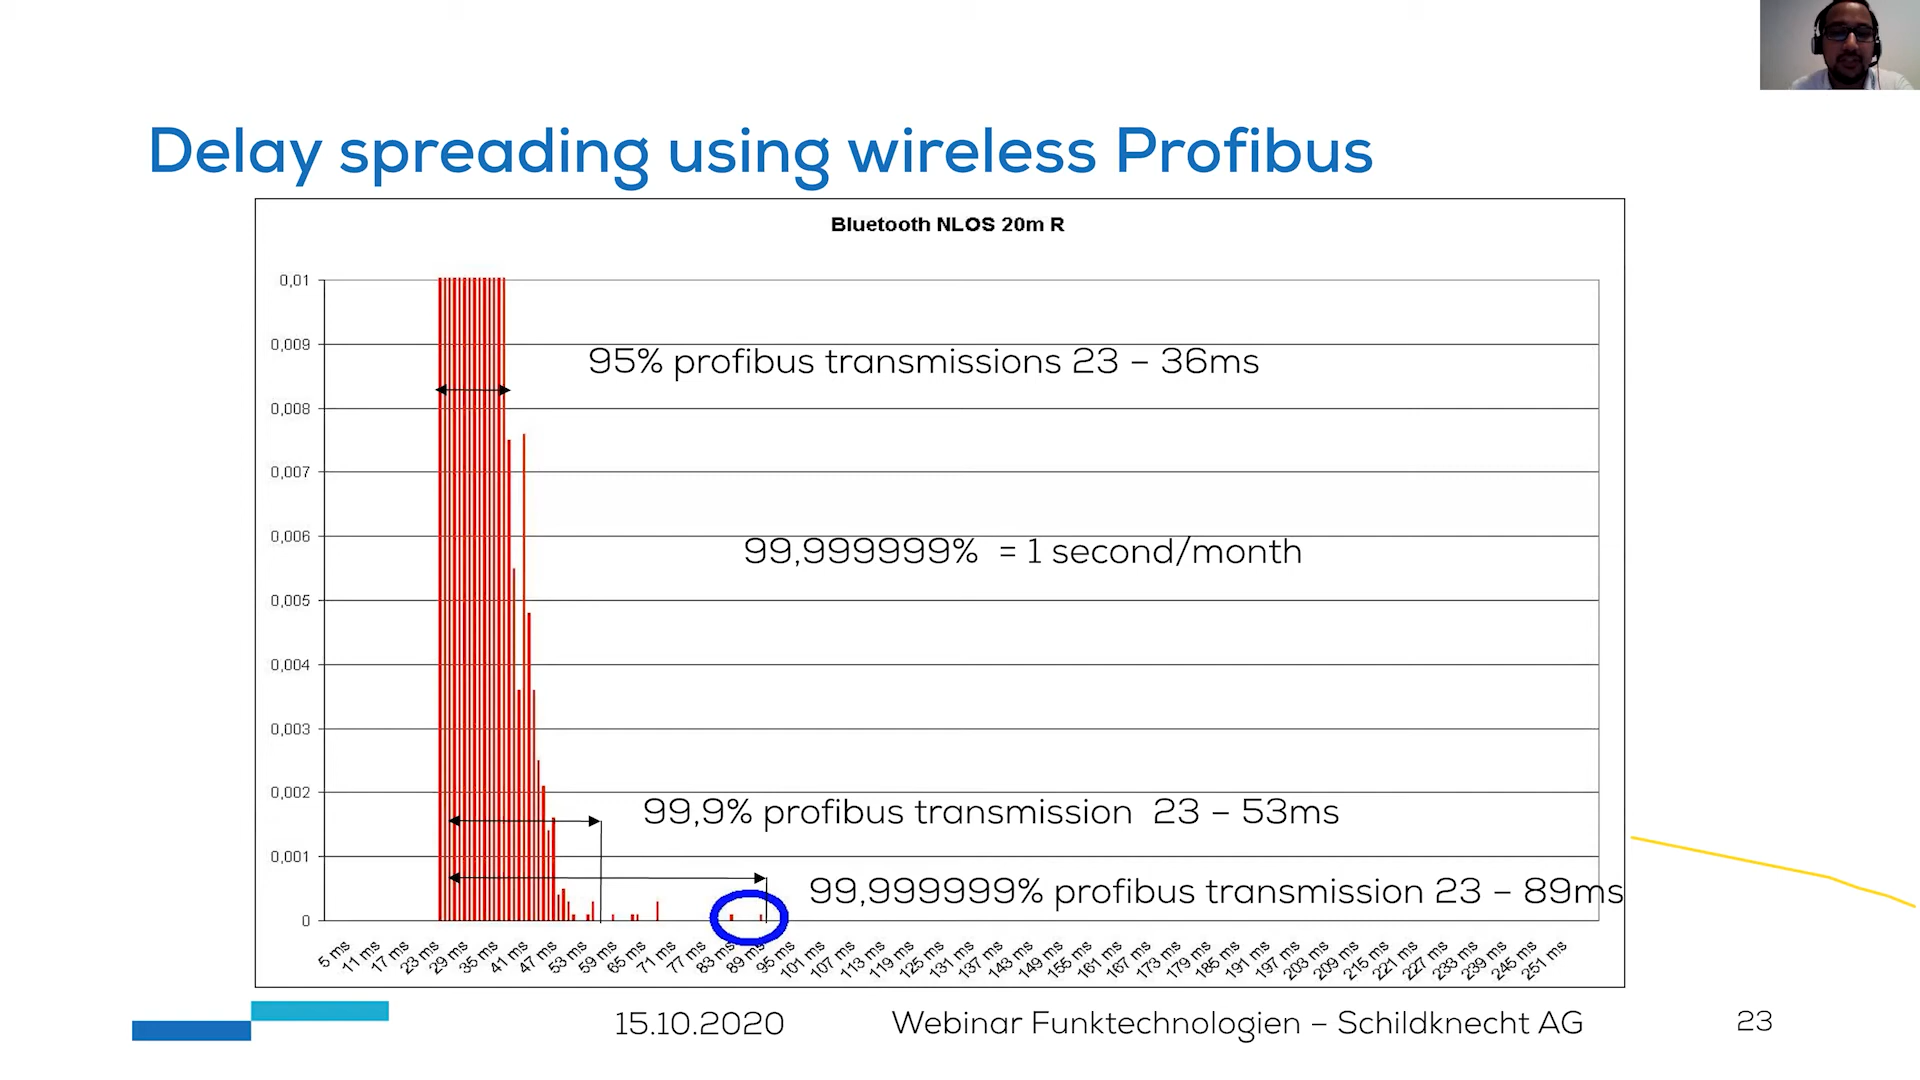 Delay spreading using wireless Profibus
Bluetooth NLOS 20m R
0,01
0,009
95% profibus transmissions 23 – 36ms
0,008
0,007
0,006
99,999999% = 1 second/month
0,005
0,004
0,003
0,002
99,9% profibus transmission 23 – 53ms
0,001
99,999999% profibus transmission 23 – 89ms
0
5 ms 11 ms 17 ms 23 ms 29 ms 35 ms 41 ms 47 ms 53 ms 59 ms 65 ms 71 ms 77 ms 83 ms 89 ms 95 ms 101 ms 107 ms 113 ms 119 ms 125 ms 131 ms 137 ms 143 ms 149 ms 155 ms 161 ms 167 ms 173 ms 179 ms 185 ms 191 ms 197 ms 203 ms 209 ms 215 ms 221 ms 227 ms 233 ms 239 ms 245 ms 251 ms
15.10.2020 Webinar Funktechnologien – Schildknecht AG 23